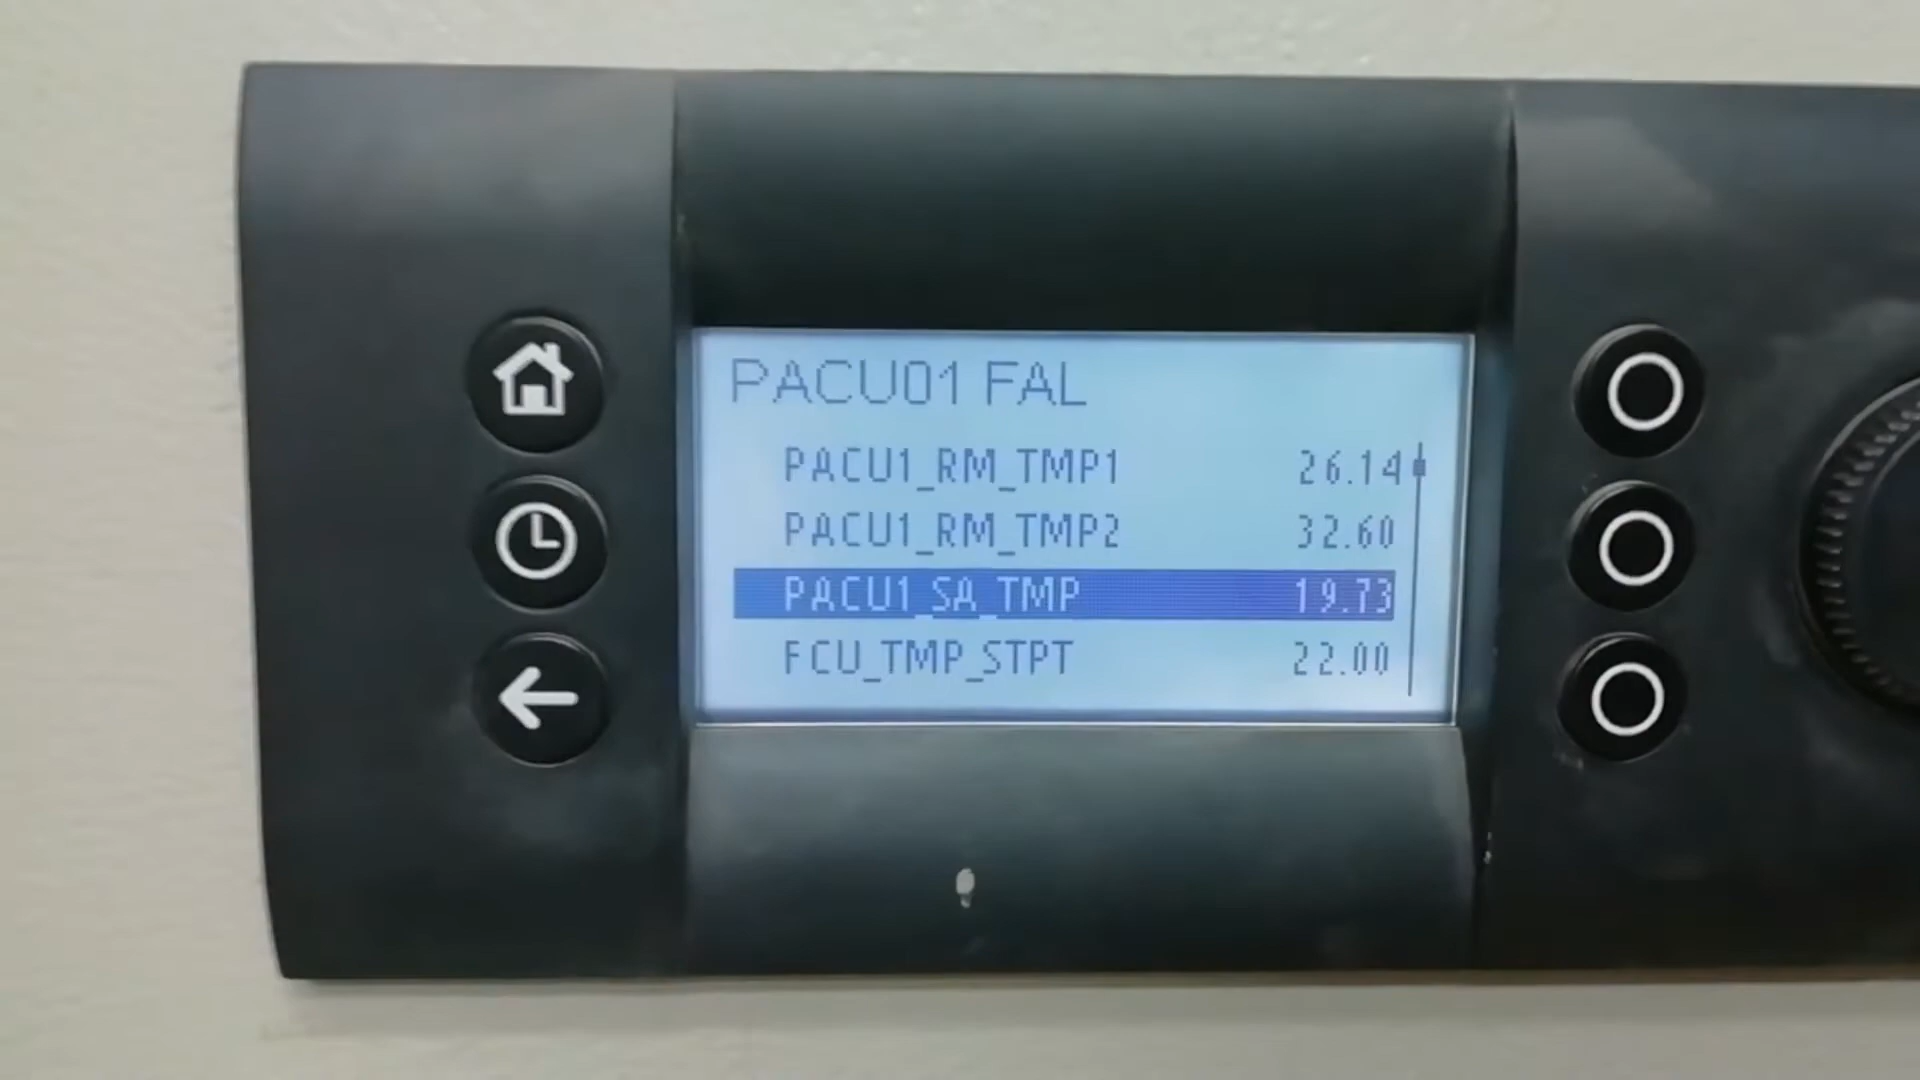 PACU01 FAL
PACU1_RM_TMP1 26.14
PACU1_RM_TMP2 32.60
PACU1_SA_TMP 19.73
FCU_TMP_STPT 22.00